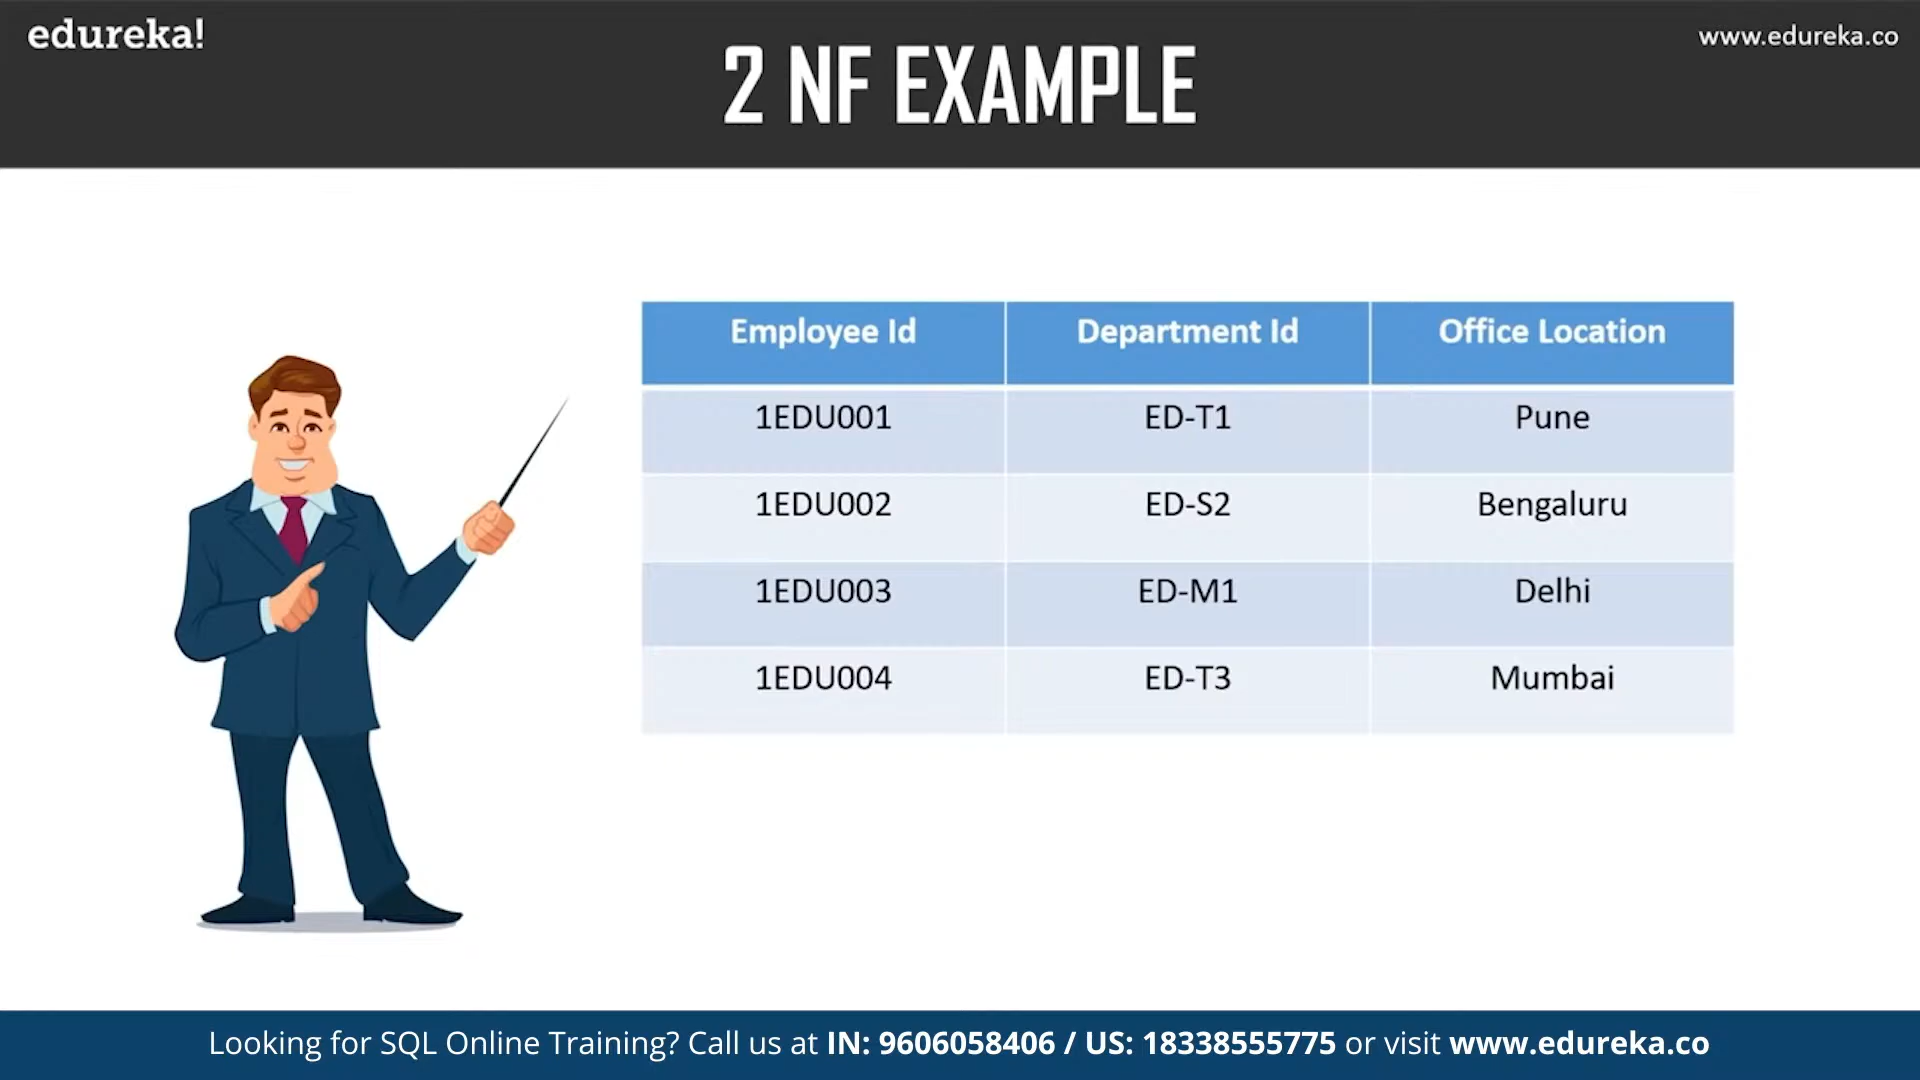 edureka!
www.edureka.co
2 NF EXAMPLE
Employee Id Department Id Office Location
1EDU001 ED-T1 Pune
1EDU002 ED-S2 Bengaluru
1EDU003 ED-M1 Delhi
1EDU004 ED-T3 Mumbai
Looking for SQL Online Training? Call us at IN: 9606058406 / US: 18338555775 or visit www.edureka.co